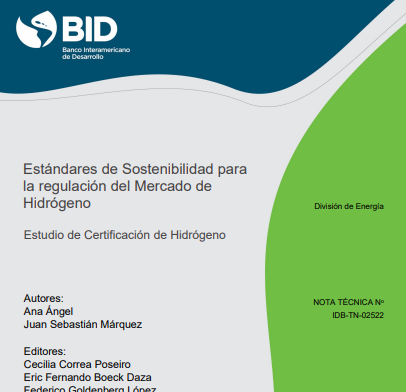 BID
Banco Interamericano
de Desarrollo
Estándares de Sostenibilidad para
la regulación del Mercado de
Hidrógeno
División de Energía
Estudio de Certificación de Hidrógeno
NOTA TÉCNICA Nº
IDB-TN-02522
Autores:
Ana Ángel
Juan Sebastián Márquez
Editores:
Cecilia Correa Poseiro
Eric Fernando Boeck Daza
Federico Goldenberg López